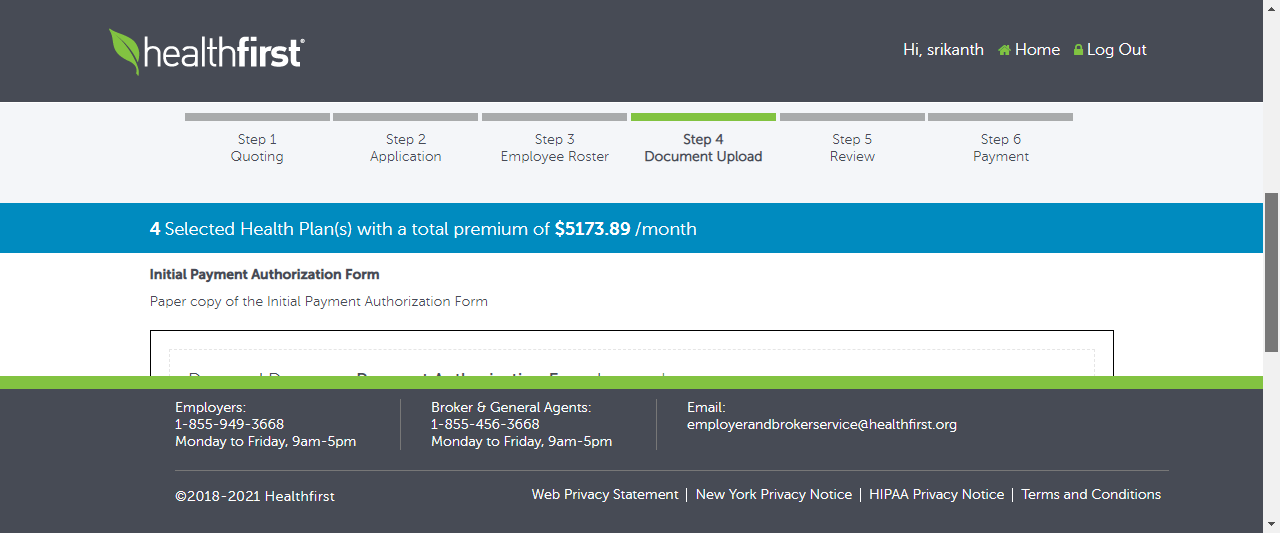 healthfirst
Hi, srikanth Home Log Out
Step 1
Quoting
Step 2
Application
Step 3
Employee Roster
Step 4
Document Upload
Step 5
Review
Step 6
Payment
4 Selected Health Plan(s) with a total premium of $5173.89 /month
Initial Payment Authorization Form
Paper copy of the Initial Payment Authorization Form
Employers:
1-855-949-3668
Monday to Friday, 9am-5pm
Broker & General Agents:
1-855-456-3668
Monday to Friday, 9am-5pm
Email:
employerandbrokerservice@healthfirst.org
©2018-2021 Healthfirst
Web Privacy Statement | New York Privacy Notice | HIPAA Privacy Notice | Terms and Conditions